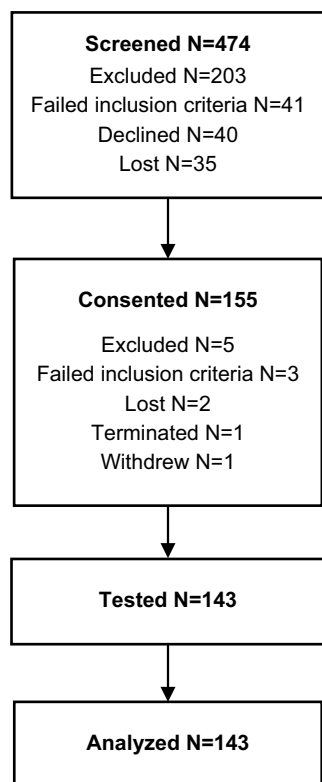 Screened N=474
Excluded N=203
Failed inclusion criteria N=41
Declined N=40
Lost N=35
Consented N=155
Excluded N=5
Failed inclusion criteria N=3
Lost N=2
Terminated N=1
Withdrew N=1
Tested N=143
Analyzed N=143